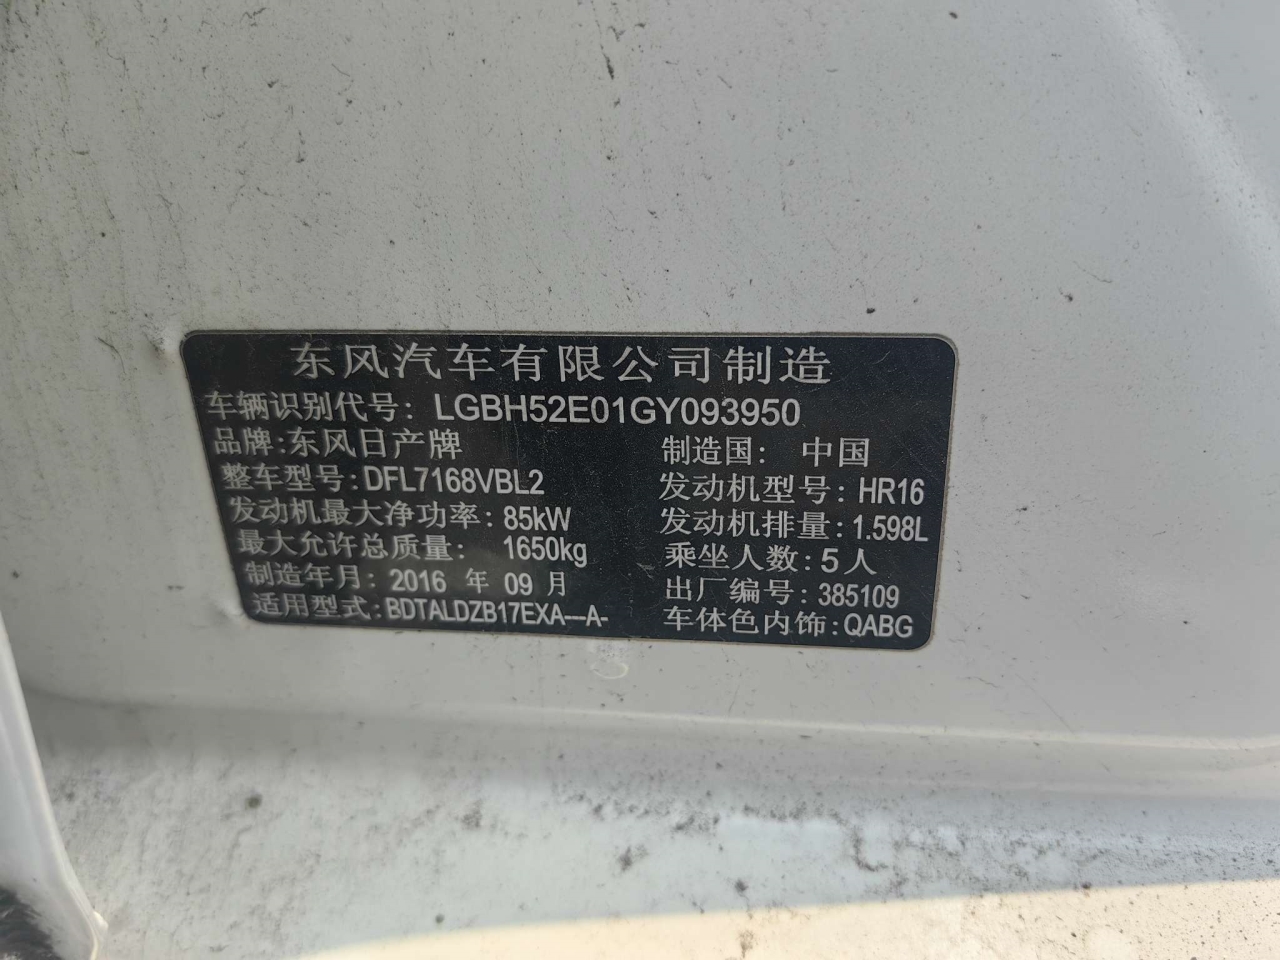 东风汽车有限公司制造
车辆识别代号: LGBH52E01GY093950
品牌:东风日产牌 制造国: 中国
整车型号:DFL7168VBL2 发动机型号: HR16
发动机最大净功率: 85kW 发动机排量: 1.598L
最大允许总质量: 1650kg 乘坐人数: 5人
制造年月: 2016 年 09 月 出厂编号: 385109
适用型式:BDTALDZB17EXA—A- 车体色内饰:QABG